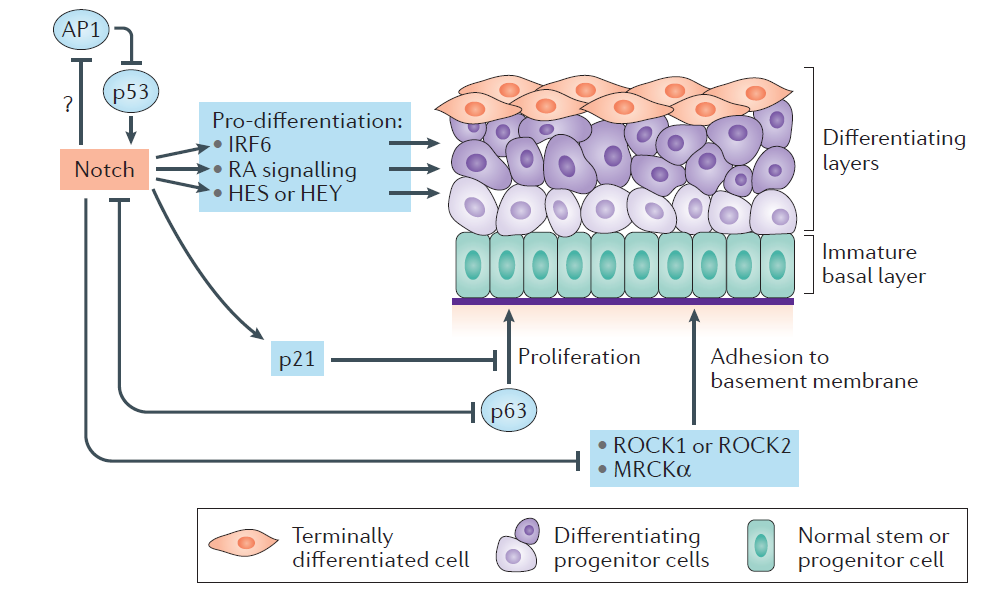 AP1
p53
?
Notch
Pro-differentiation:
• IRF6
• RA signalling
• HES or HEY
Differentiating
layers
Immature
basal layer
p21
Proliferation
Adhesion to
basement membrane
p63
• ROCK1 or ROCK2
• MRCKα
Terminally
differentiated cell
Differentiating
progenitor cells
Normal stem or
progenitor cell